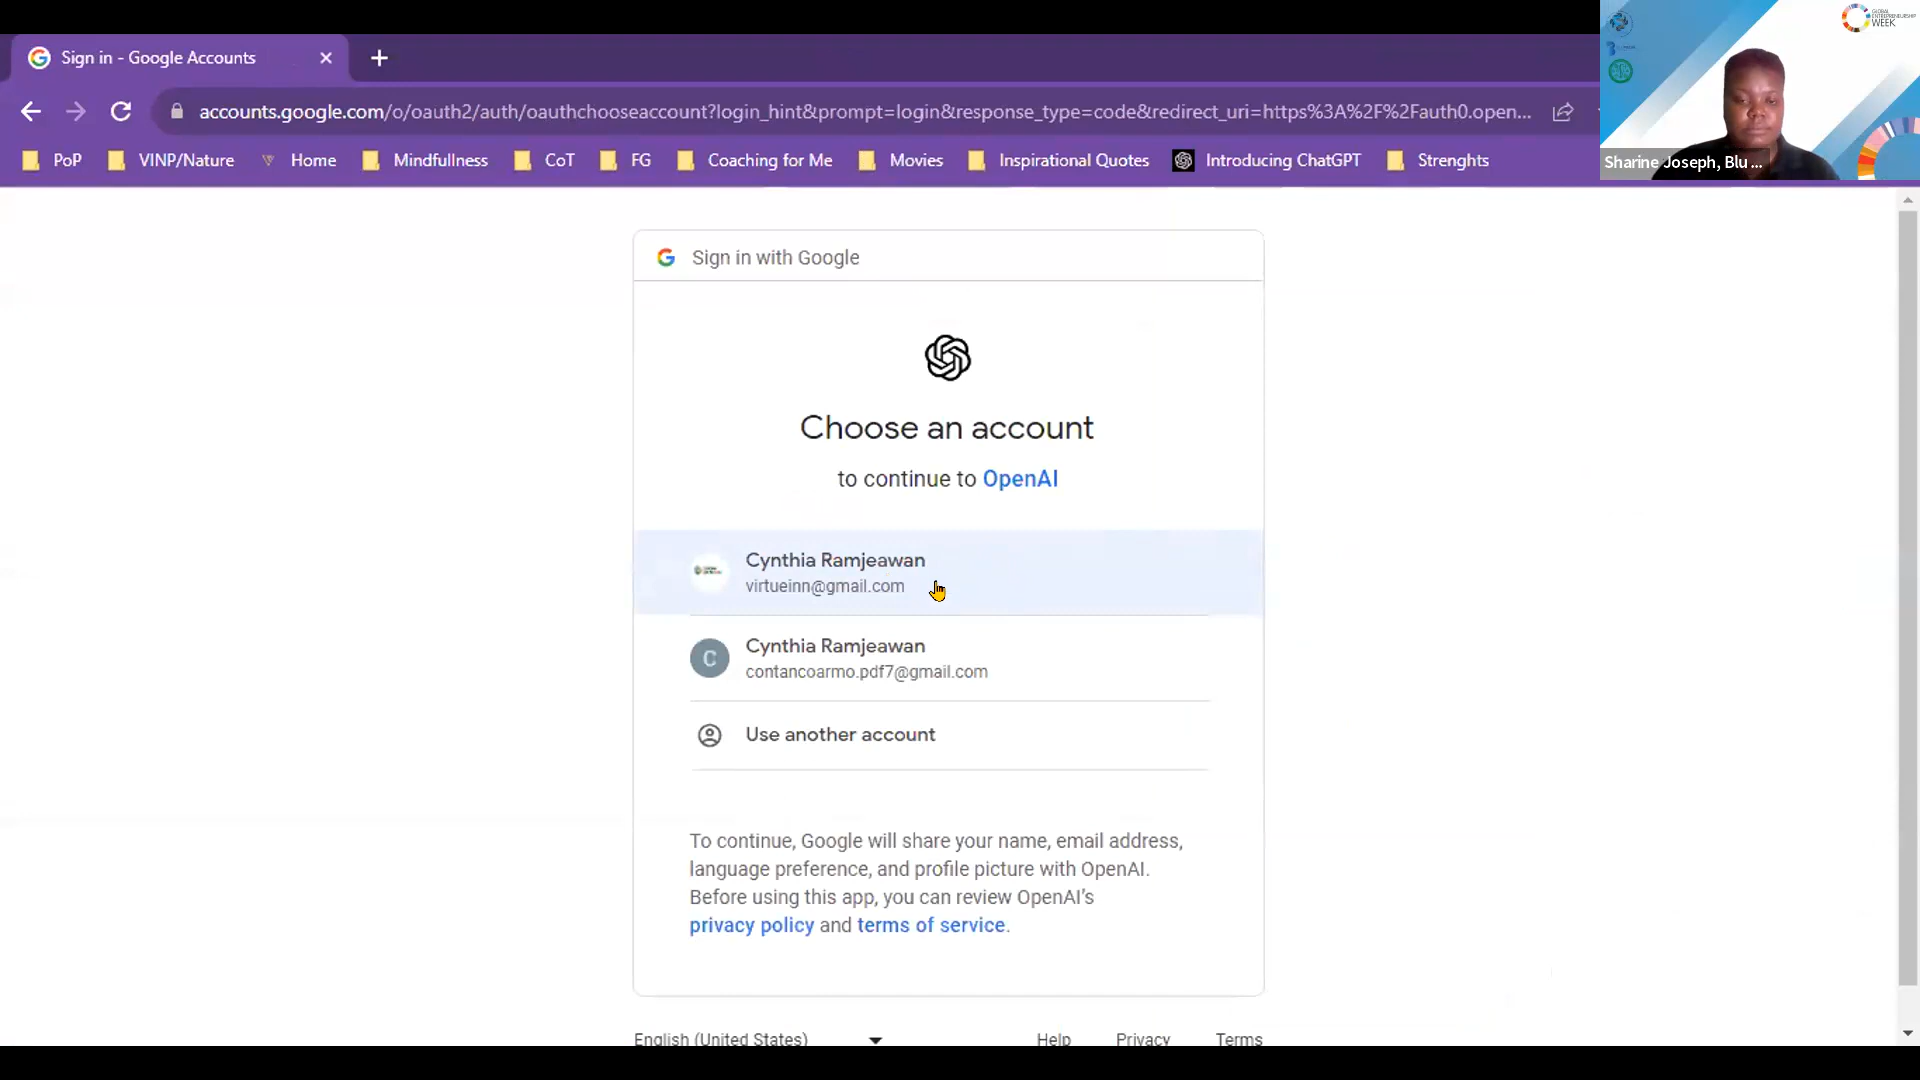 Sign in - Google Accounts
accounts.google.com/o/oauth2/auth/oauthchooseaccount?login_hint&prompt=login&response_type=code&redirect_uri=https%3A%2F%2Fauth0.open...
PoP VINP/Nature Home Mindfullness CoT FG Coaching for Me Movies Inspirational Quotes Introducing ChatGPT Strenghts
GLOBAL
ENTREPRENEURSHIP
WEEK
Sharine Joseph, Blu ...
Sign in with Google
Choose an account
to continue to OpenAI
Cynthia Ramjeawan
virtueinn@gmail.com
C
Cynthia Ramjeawan
contancoarmo.pdf7@gmail.com
Use another account
To continue, Google will share your name, email address,
language preference, and profile picture with OpenAI.
Before using this app, you can review OpenAI's
privacy policy and terms of service.
English (United States) Help Privacy Terms